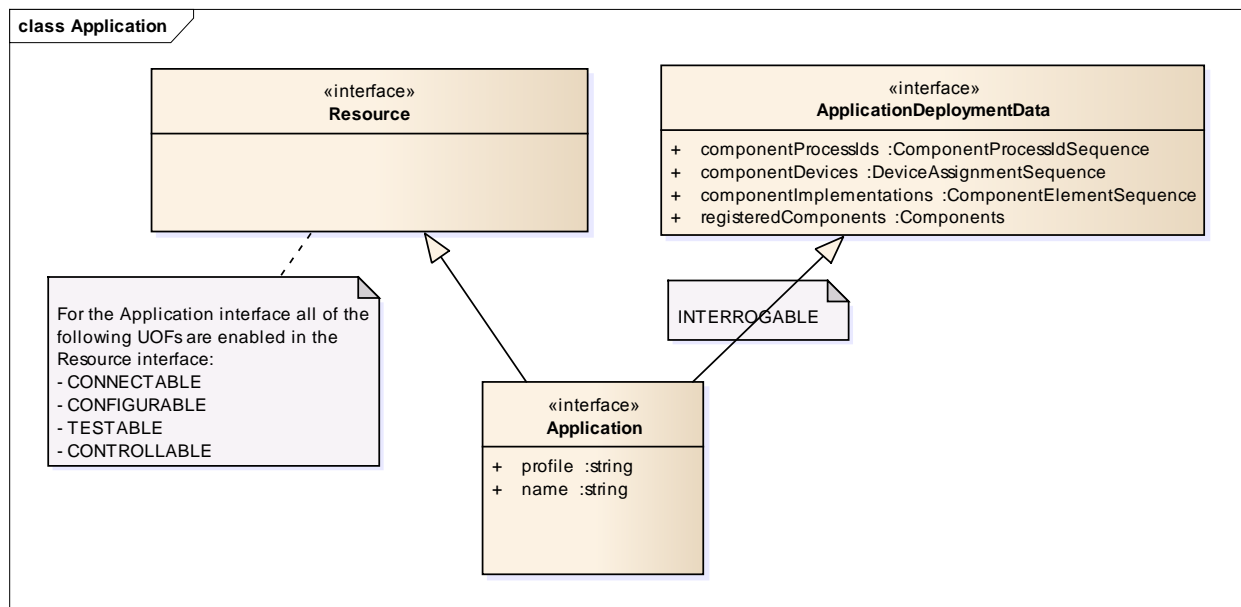 class Application
«interface»
Resource
«interface»
ApplicationDeploymentData
+ componentProcessIds :ComponentProcessIdSequence
+ componentDevices :DeviceAssignmentSequence
+ componentImplementations :ComponentElementSequence
+ registeredComponents :Components
For the Application interface all of the
following UOFs are enabled in the
Resource interface:
- CONNECTABLE
- CONFIGURABLE
- TESTABLE
- CONTROLLABLE
INTERROGABLE
«interface»
Application
+ profile :string
+ name :string